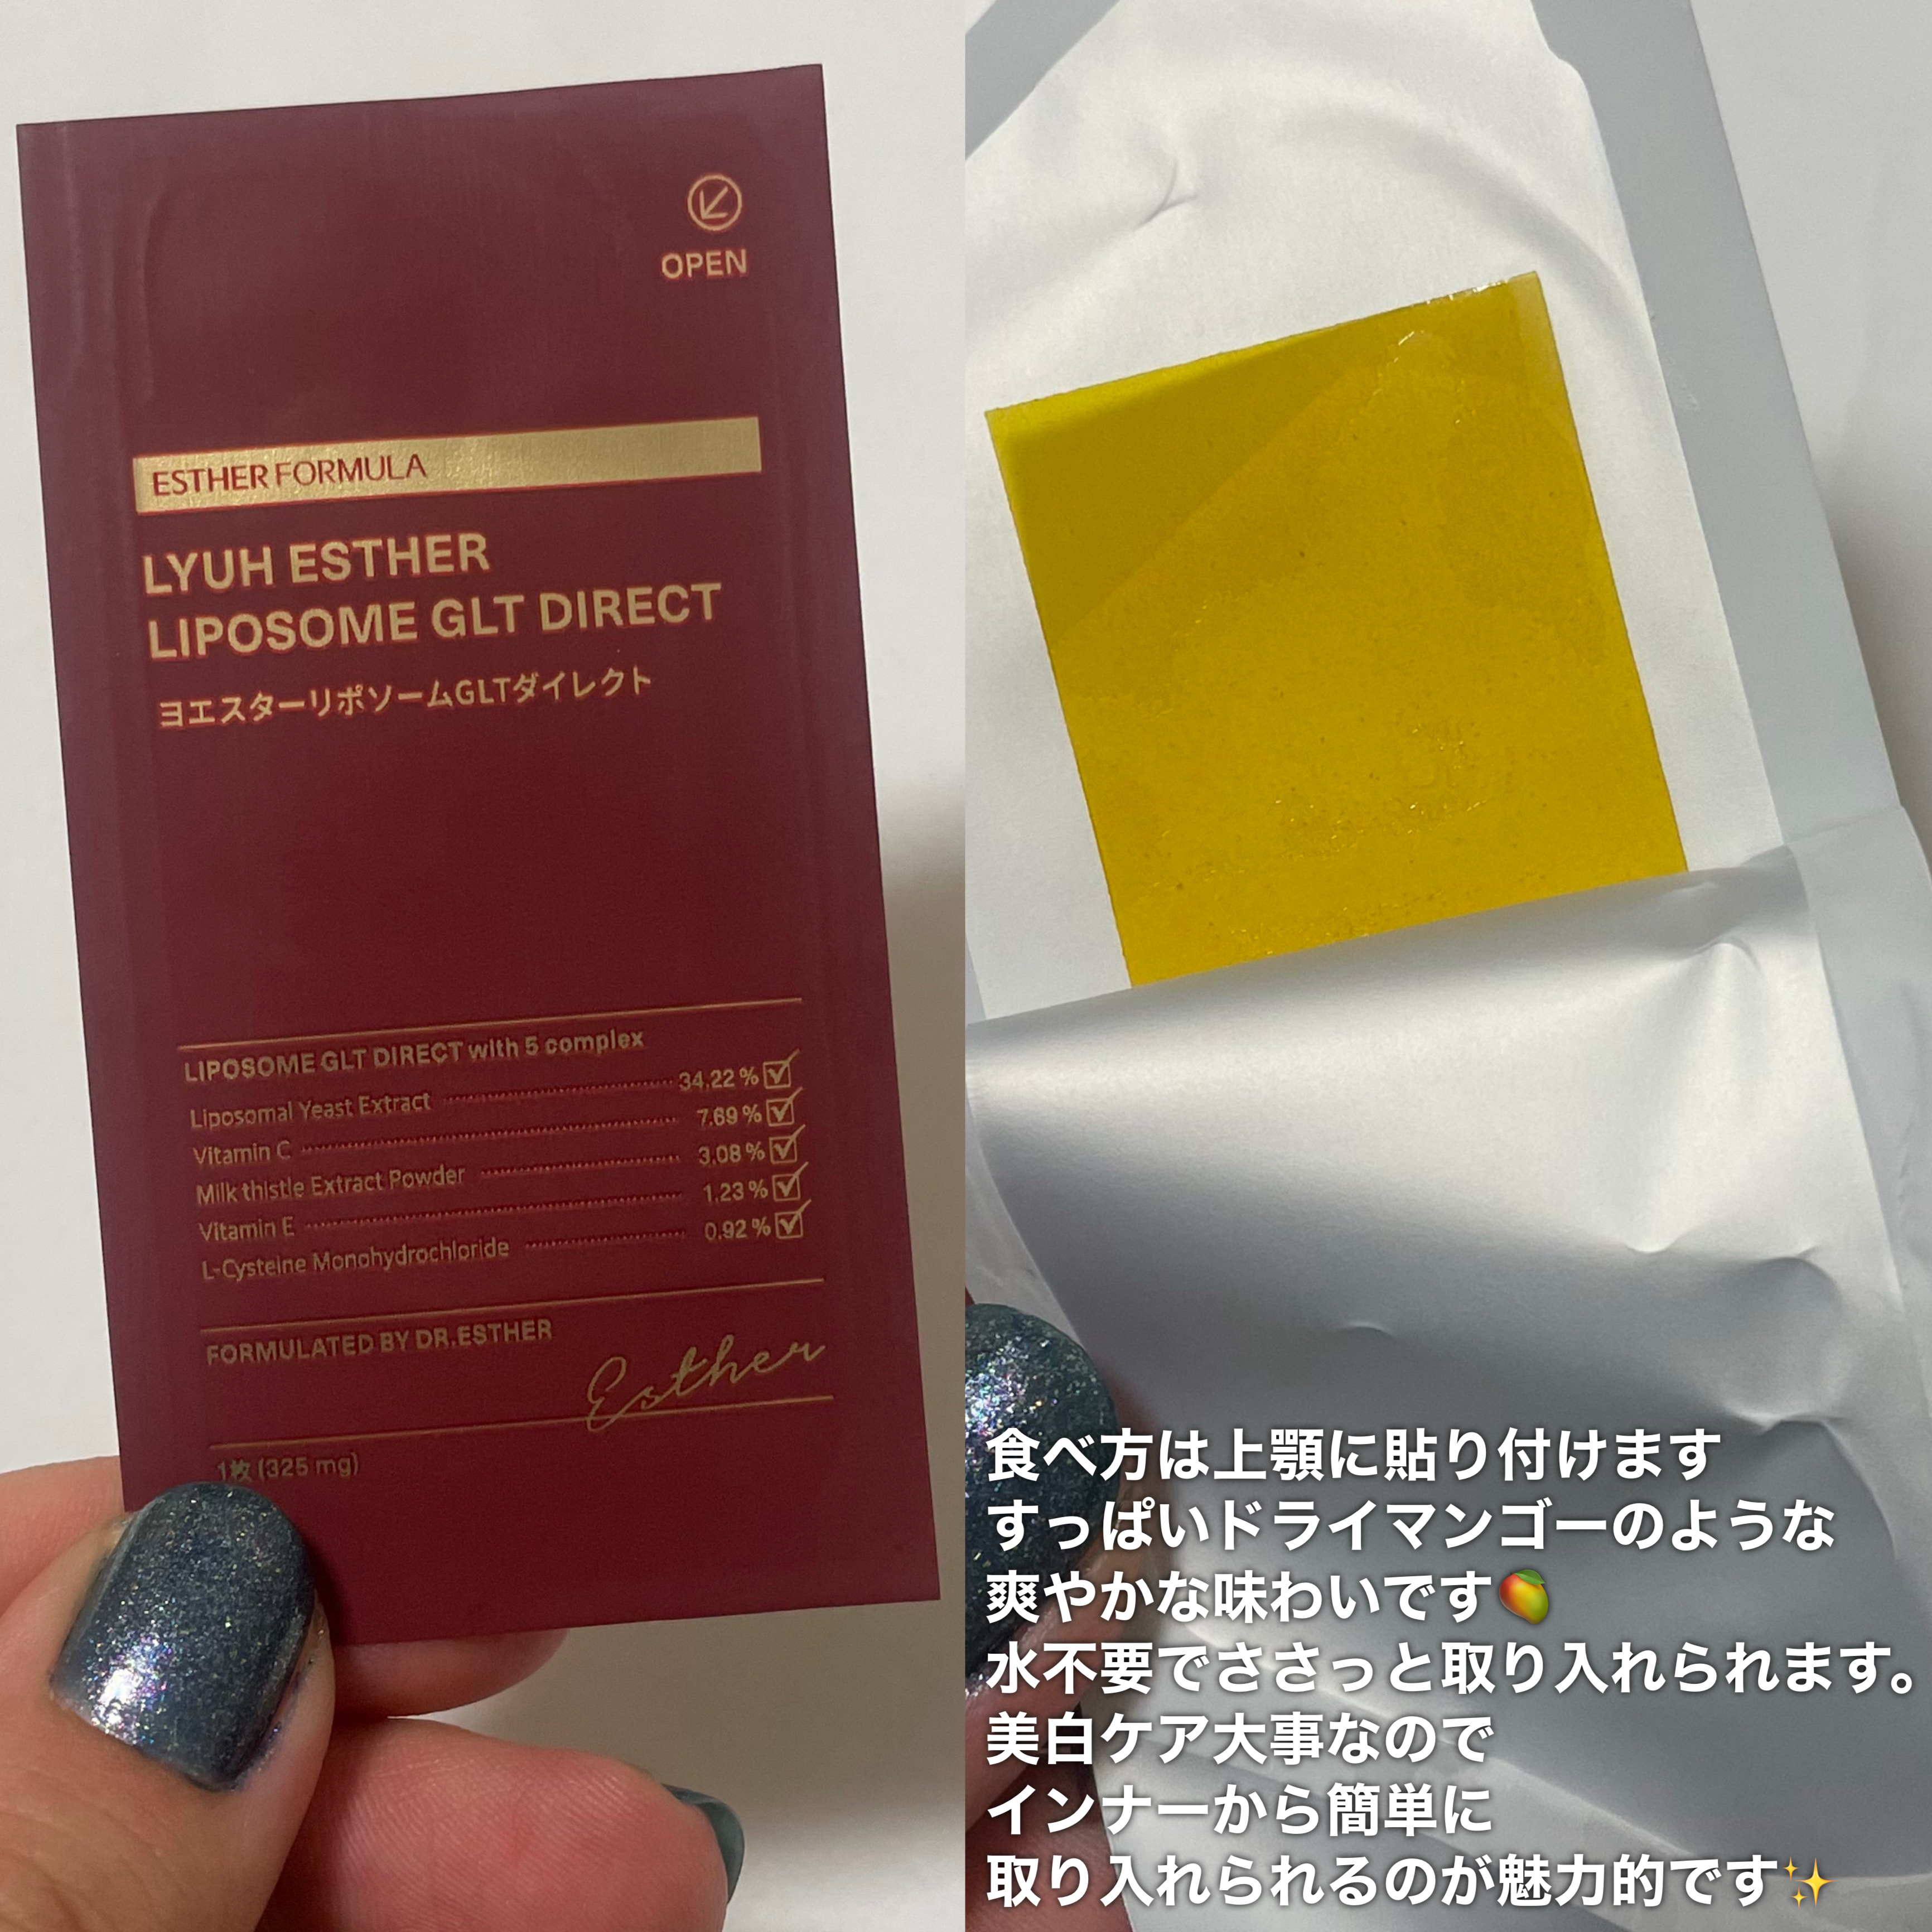 OPEN
ESTHER FORMULA
LYUH ESTHER
LIPOSOME GLT DIRECT
ヨエスターリポソームGLTダイレクト
LIPOSOME GLT DIRECT with 5 complex
Liposomal Yeast Extract 34.22 %
Vitamin C 7.69 %
Milk thistle Extract Powder 3.08 %
Vitamin E 1.23 %
L-Cysteine Monohydrochloride 0.92 %
FORMULATED BY DR.ESTHER
Esther
1枚 (325 mg)
食べ方は上顎に貼り付けます
すっぱいドライマンゴーのような
爽やかな味わいです🥭
水不要でささっと取り入れられます。
美白ケア大事なので
インナーから簡単に
取り入れられるのが魅力的です✨